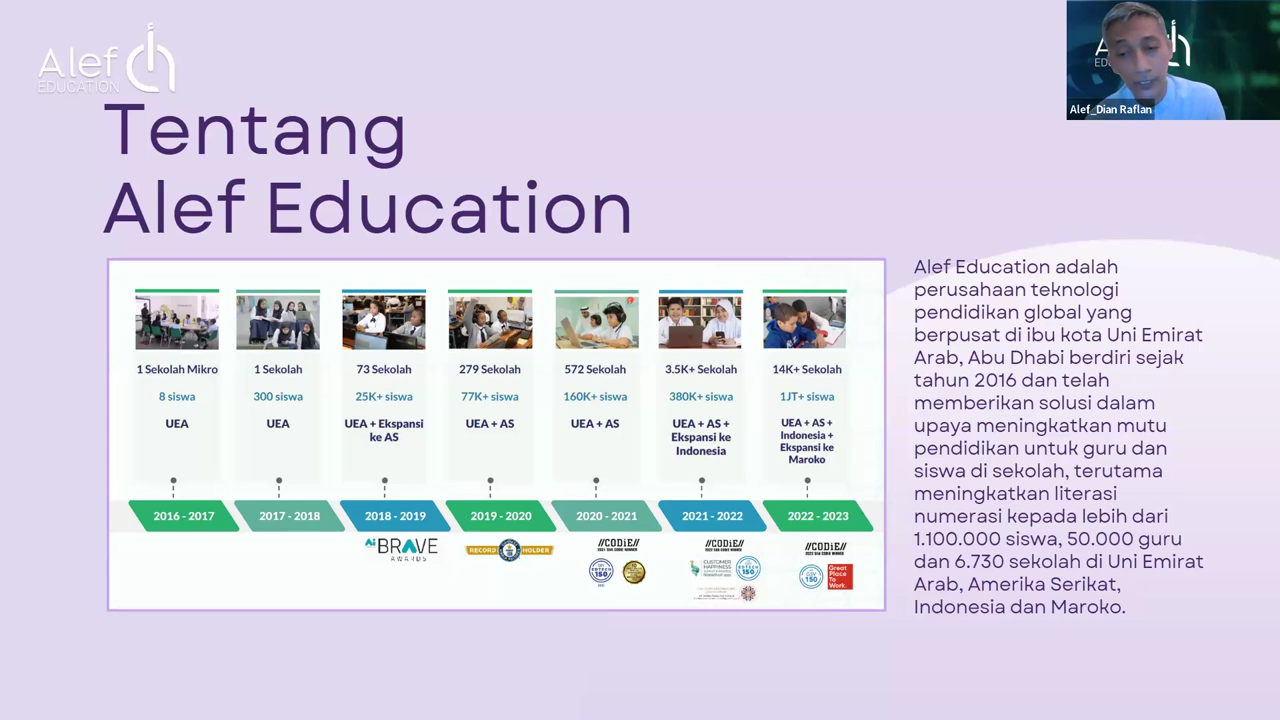 Alef
EDUCATION
Alef_Dian Raflan
Tentang
Alef Education
1 Sekolah Mikro
8 siswa
UEA
1 Sekolah
300 siswa
UEA
73 Sekolah
25K+ siswa
UEA + Ekspansi
ke AS
279 Sekolah
77K+ siswa
UEA + AS
572 Sekolah
160K+ siswa
UEA + AS
3.5K+ Sekolah
380K+ siswa
UEA + AS +
Ekspansi ke
Indonesia
14K+ Sekolah
1JT+ siswa
UEA + AS +
Indonesia +
Ekspansi ke
Maroko
2016 - 2017
2017 - 2018
2018 - 2019
2019 - 2020
2020 - 2021
2021 - 2022
2022 - 2023
BRAVE
AWARDS
RECORD HOLDER
//CODiE//
//CODiE//
//CODiE//
150
CUSTOMER
HAPPINESS
150
150
Great
Place
To
Work.
Alef Education adalah
perusahaan teknologi
pendidikan global yang
berpusat di ibu kota Uni Emirat
Arab, Abu Dhabi berdiri sejak
tahun 2016 dan telah
memberikan solusi dalam
upaya meningkatkan mutu
pendidikan untuk guru dan
siswa di sekolah, terutama
meningkatkan literasi
numerasi kepada lebih dari
1.100.000 siswa, 50.000 guru
dan 6.730 sekolah di Uni Emirat
Arab, Amerika Serikat,
Indonesia dan Maroko.